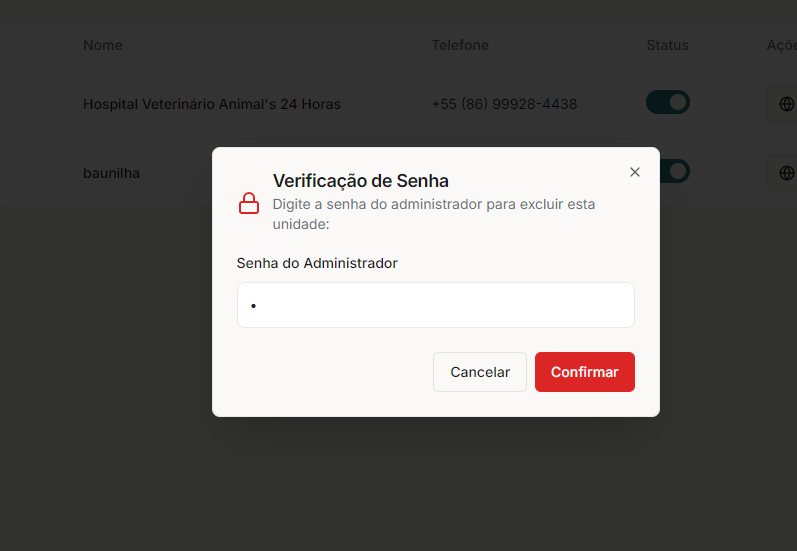 Nome Telefone Status Açõe
Hospital Veterinário Animal's 24 Horas +55 (86) 99928-4438
baunilha
Verificação de Senha
Digite a senha do administrador para excluir esta
unidade:
Senha do Administrador
•
Cancelar Confirmar